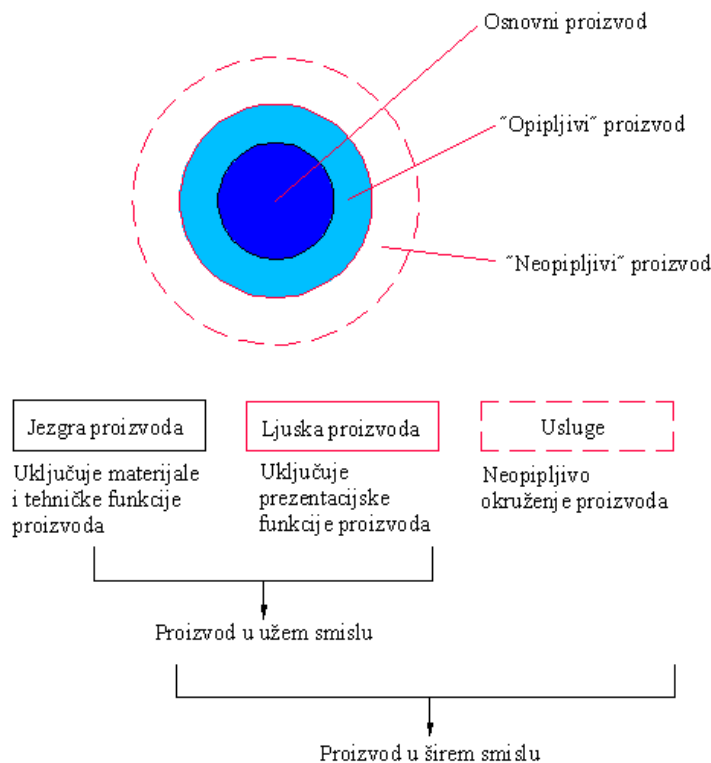 Osnovni proizvod
"Opipljivi" proizvod
"Neopipljivi" proizvod
Jezgra proizvoda
Ljuska proizvoda
Usluge
Uključuje materijale
i tehničke funkcije
proizvoda
Uključuje
prezentacijske
funkcije proizvoda
Neopipljivo
okruženje proizvoda
Proizvod u užem smislu
Proizvod u širem smislu